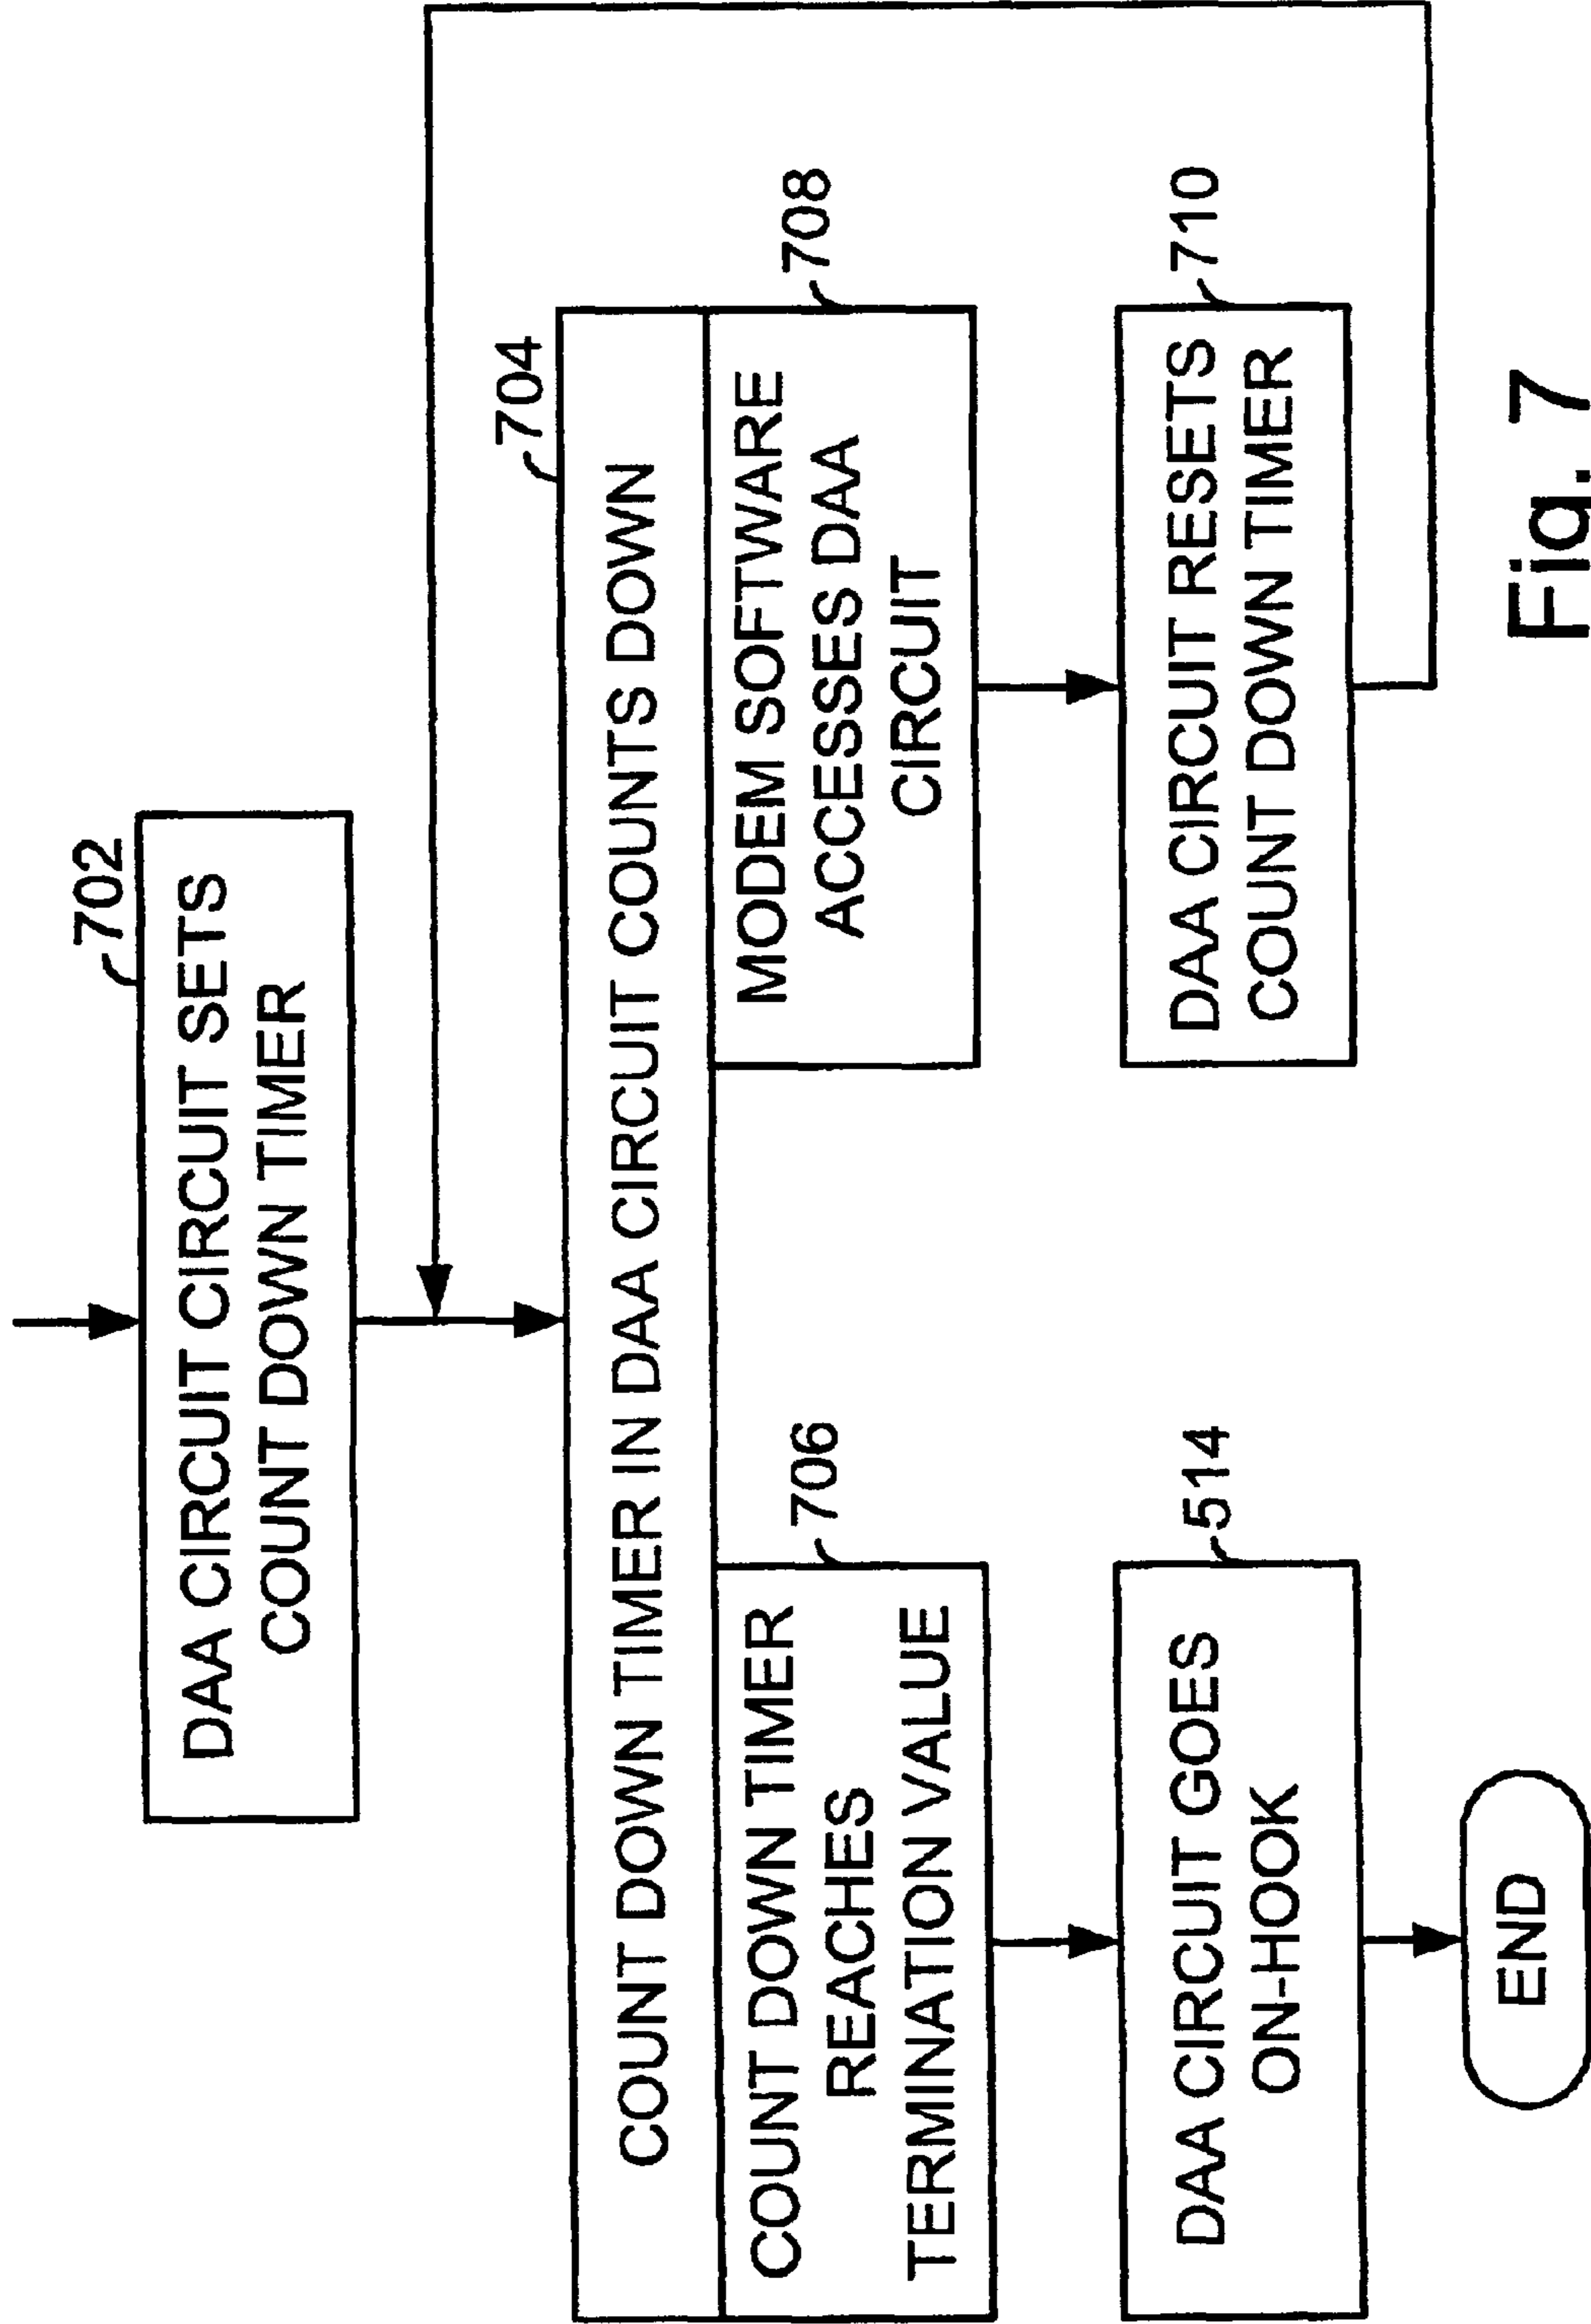 702
DAA CIRCUIT CIRCUIT SETS
COUNT DOWN TIMER
704
COUNT DOWN TIMER IN DAA CIRCUIT COUNTS DOWN
706
COUNT DOWN TIMER
REACHES
TERMINATION VALUE
708
MODEM SOFTWARE
ACCESSES DAA
CIRCUIT
514
DAA CIRCUIT GOES
ON-HOOK
710
DAA CIRCUIT RESETS
COUNT DOWN TIMER
END
Fig. 7